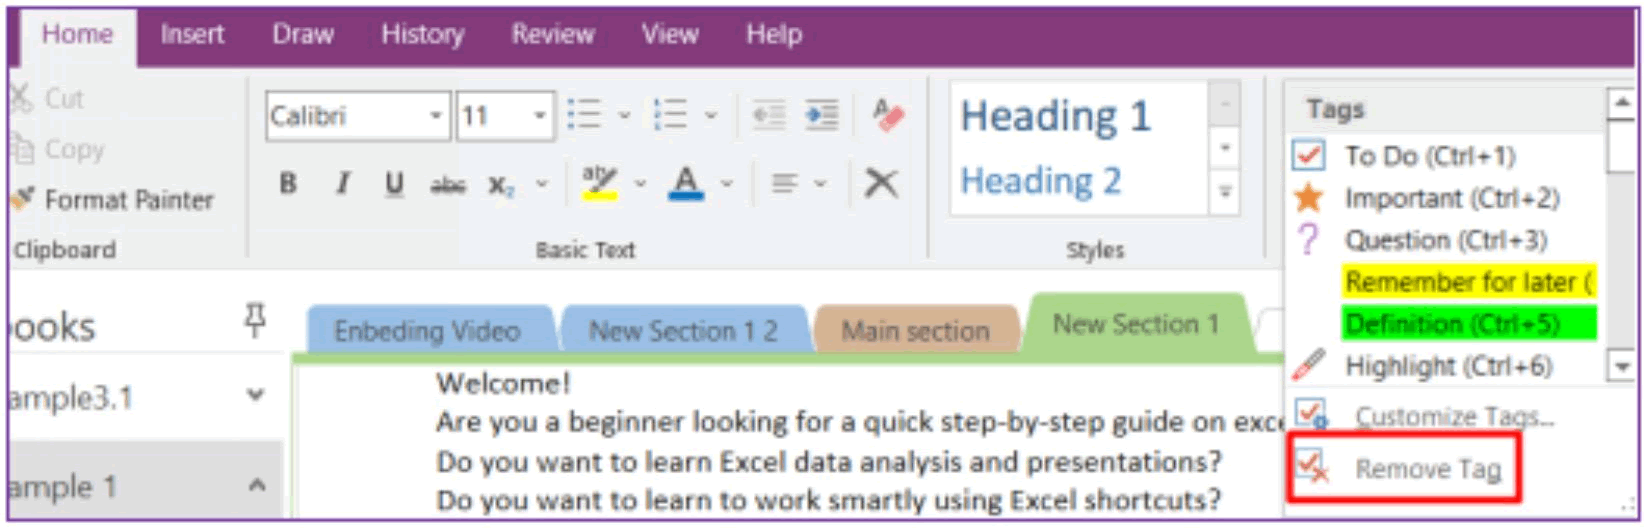 Home Insert Draw History Review View Help
Cut
Copy
Format Painter
Clipboard
Calibri 11
B I U abc X₂ aby A
Basic Text
Heading 1
Heading 2
Styles
Tags
To Do (Ctrl+1)
Important (Ctrl+2)
Question (Ctrl+3)
Remember for later (
Definition (Ctrl+5)
Highlight (Ctrl+6)
Customize Tags...
Remove Tag
ooks
ample3.1
ample 1
Enbeding Video New Section 1 2 Main section New Section 1
Welcome!
Are you a beginner looking for a quick step-by-step guide on exce
Do you want to learn Excel data analysis and presentations?
Do you want to learn to work smartly using Excel shortcuts?